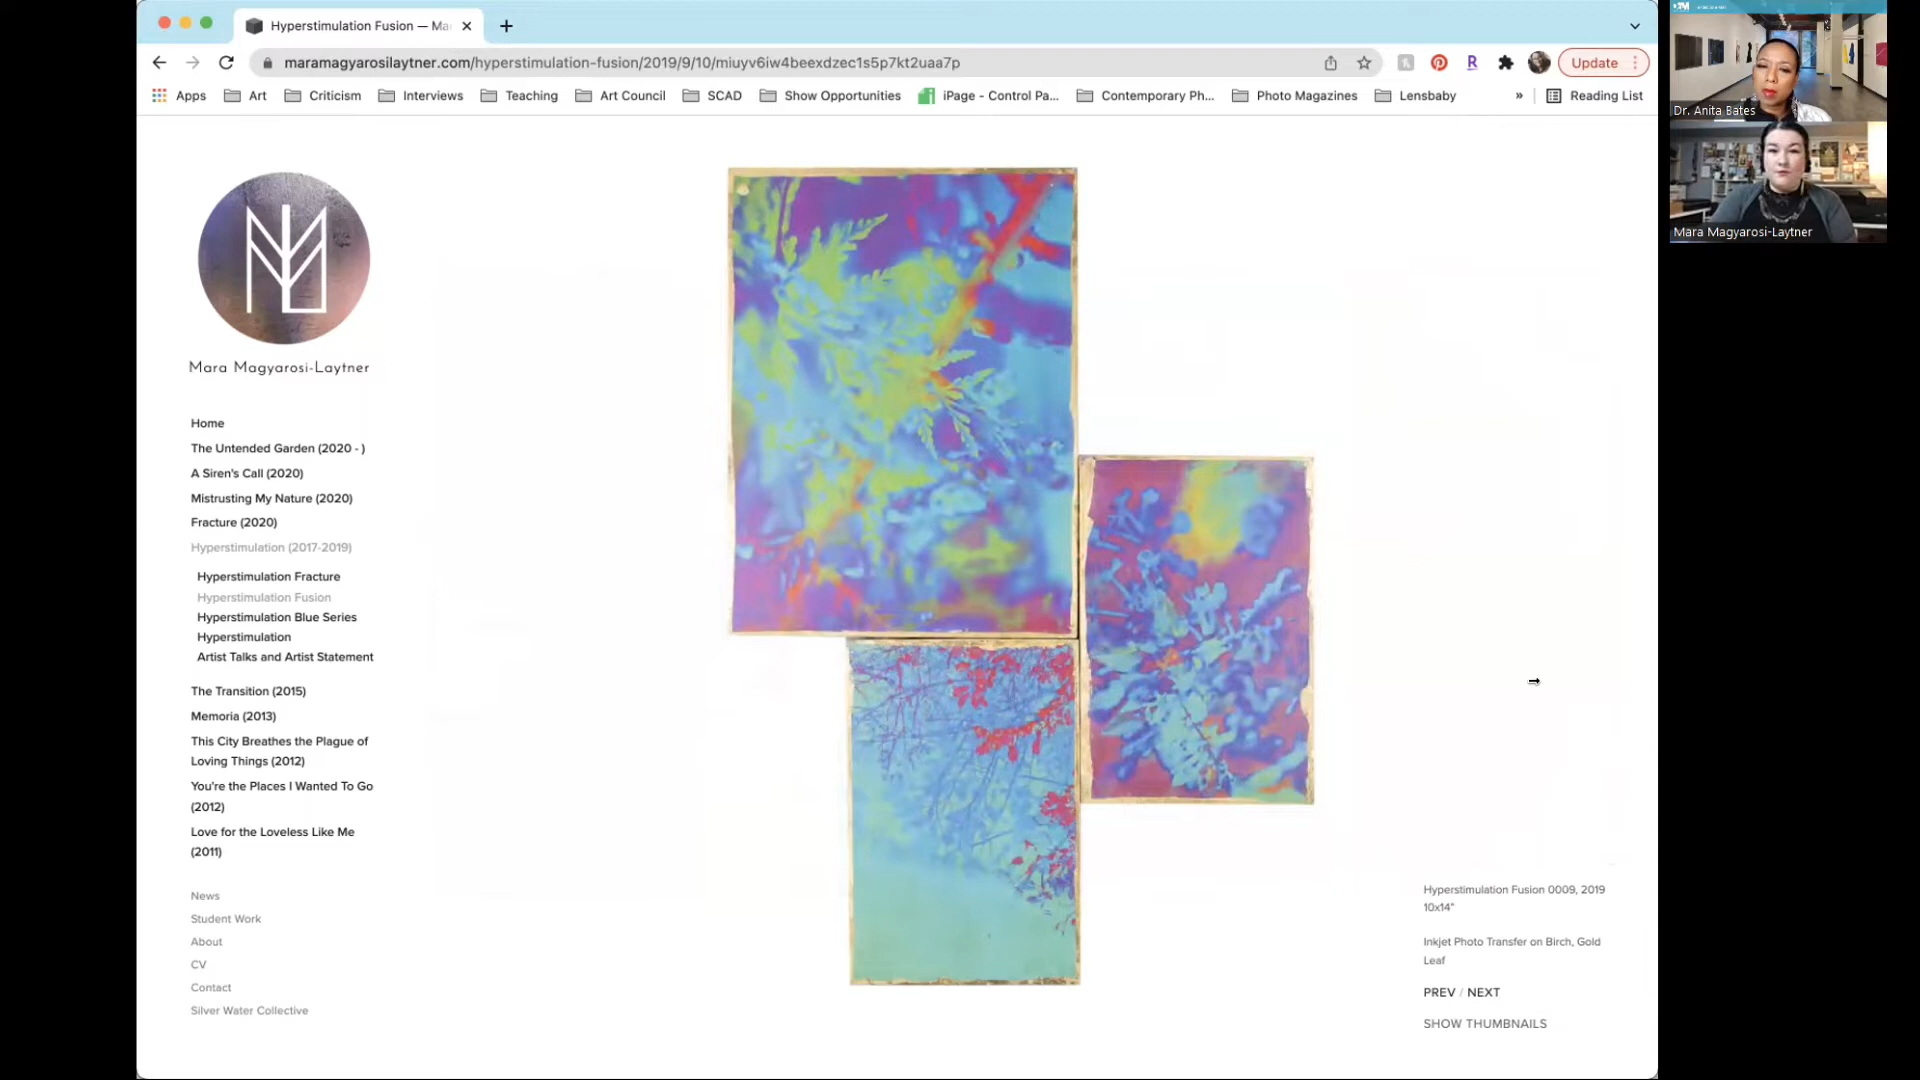 Hyperstimulation Fusion — Ma
maramagyarosilaytner.com/hyperstimulation-fusion/2019/9/10/miuyv6iw4beexdzec1s5p7kt2uaa7p
Update
Apps
Art
Criticism
Interviews
Teaching
Art Council
SCAD
Show Opportunities
iPage - Control Pa...
Contemporary Ph...
Photo Magazines
Lensbaby
»
Reading List
Dr. Anita Bates
Mara Magyarosi-Laytner
Mara Magyarosi-Laytner
Home
The Untended Garden (2020 - )
A Siren's Call (2020)
Mistrusting My Nature (2020)
Fracture (2020)
Hyperstimulation (2017-2019)
Hyperstimulation Fracture
Hyperstimulation Fusion
Hyperstimulation Blue Series
Hyperstimulation
Artist Talks and Artist Statement
The Transition (2015)
Memoria (2013)
This City Breathes the Plague of
Loving Things (2012)
You're the Places I Wanted To Go
(2012)
Love for the Loveless Like Me
(2011)
News
Student Work
About
CV
Contact
Silver Water Collective
Hyperstimulation Fusion 0009, 2019
10x14"
Inkjet Photo Transfer on Birch, Gold
Leaf
PREV / NEXT
SHOW THUMBNAILS